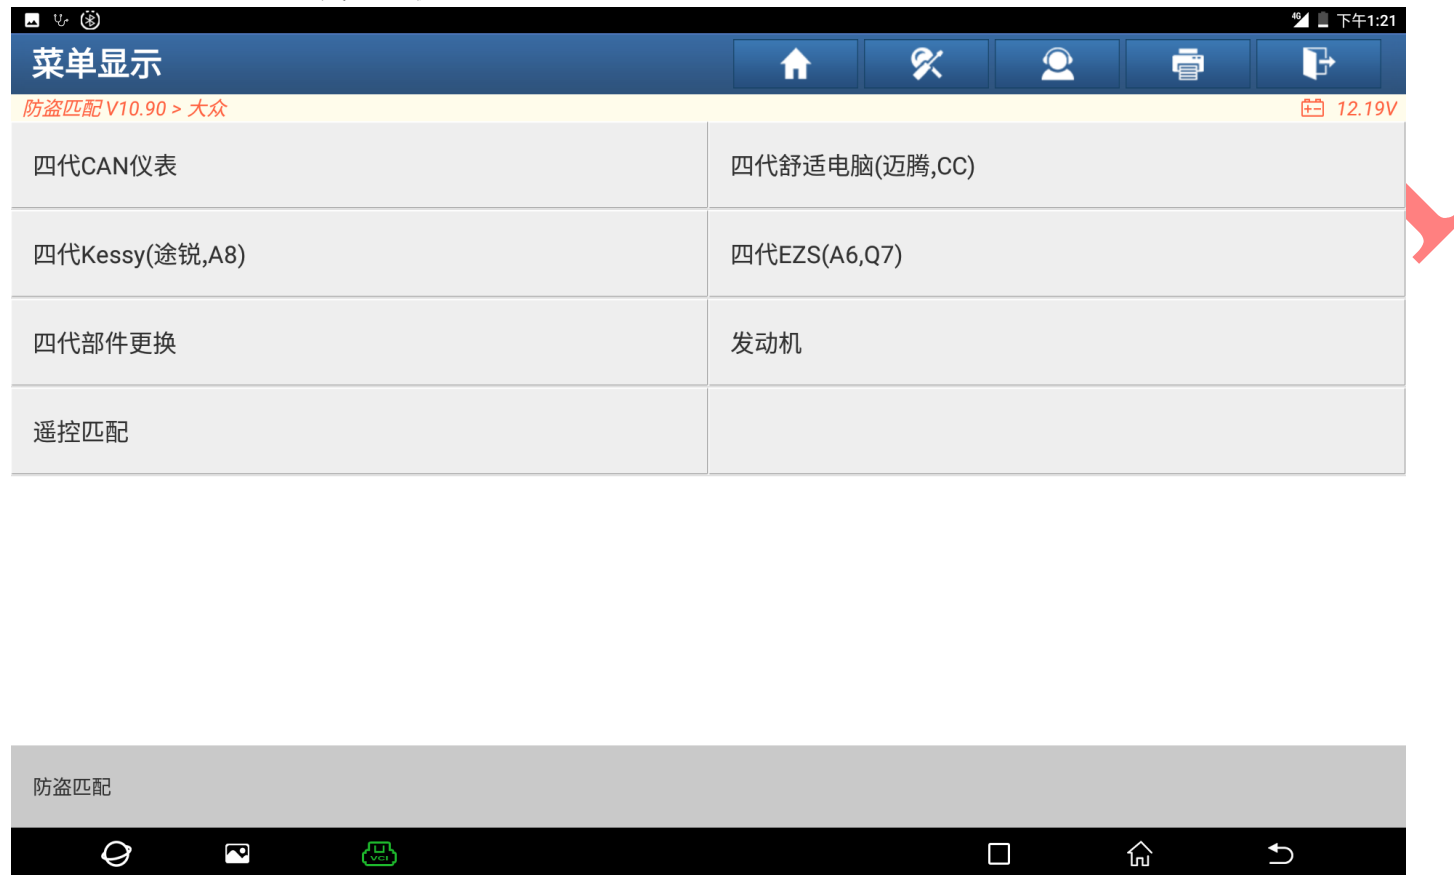 4G 下午1:21
菜单显示
防盗匹配 V10.90 > 大众 12.19V
四代CAN仪表 四代舒适电脑(迈腾,CC)
四代Kessy(途锐,A8) 四代EZS(A6,Q7)
四代部件更换 发动机
遥控匹配
防盗匹配
VCI